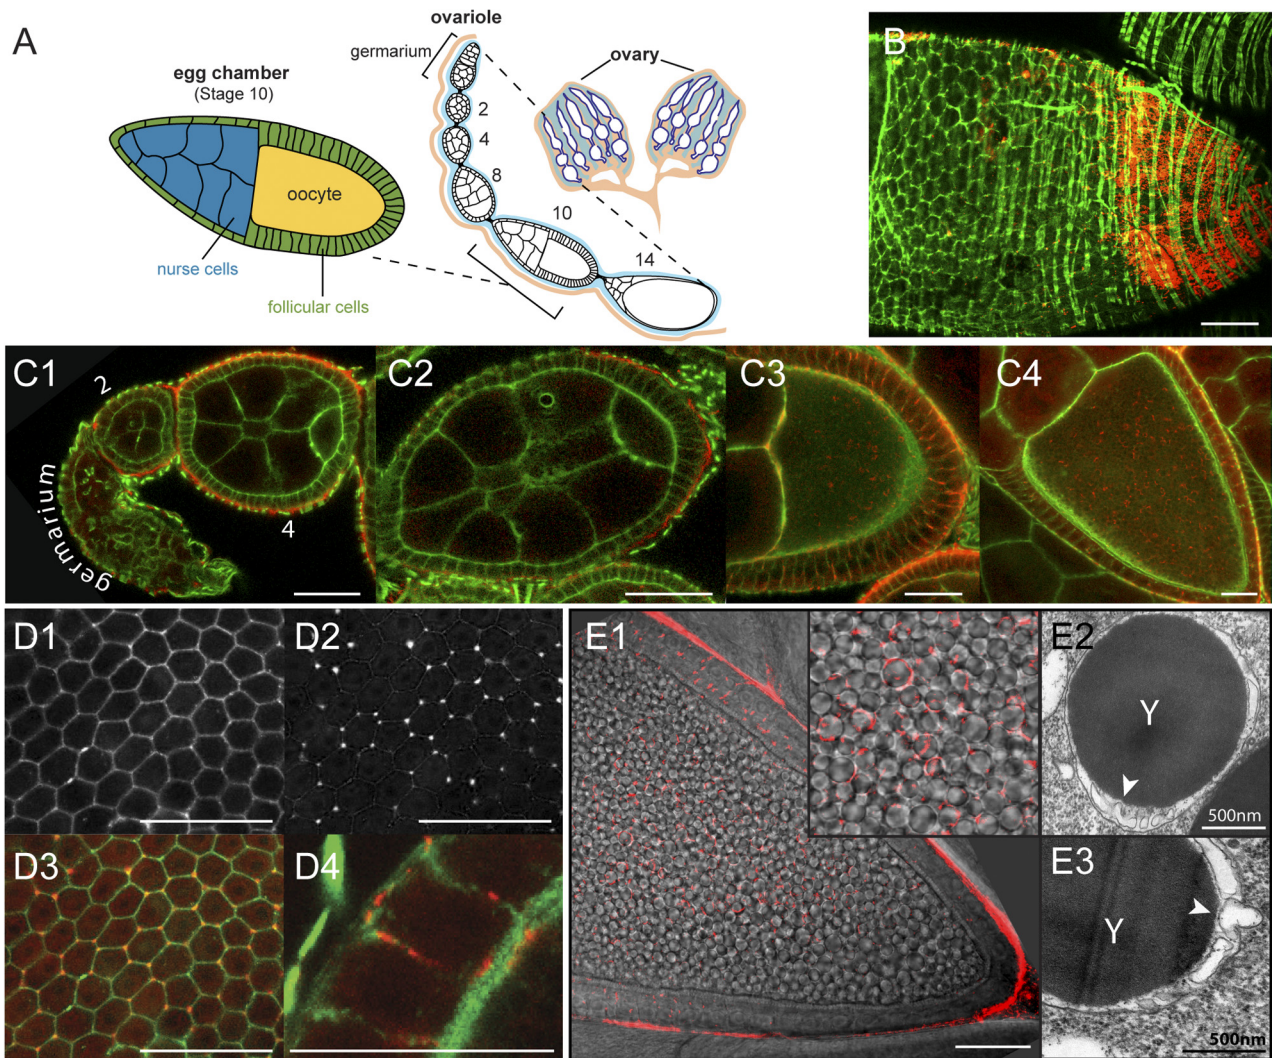 A
egg chamber
(Stage 10)
oocyte
nurse cells
follicular cells
ovariole
germarium
2
4
8
10
14
ovary
B
C1
2
germarium
4
C2
C3
C4
D1
D2
D3
D4
E1
E2
Y
500nm
E3
Y
500nm